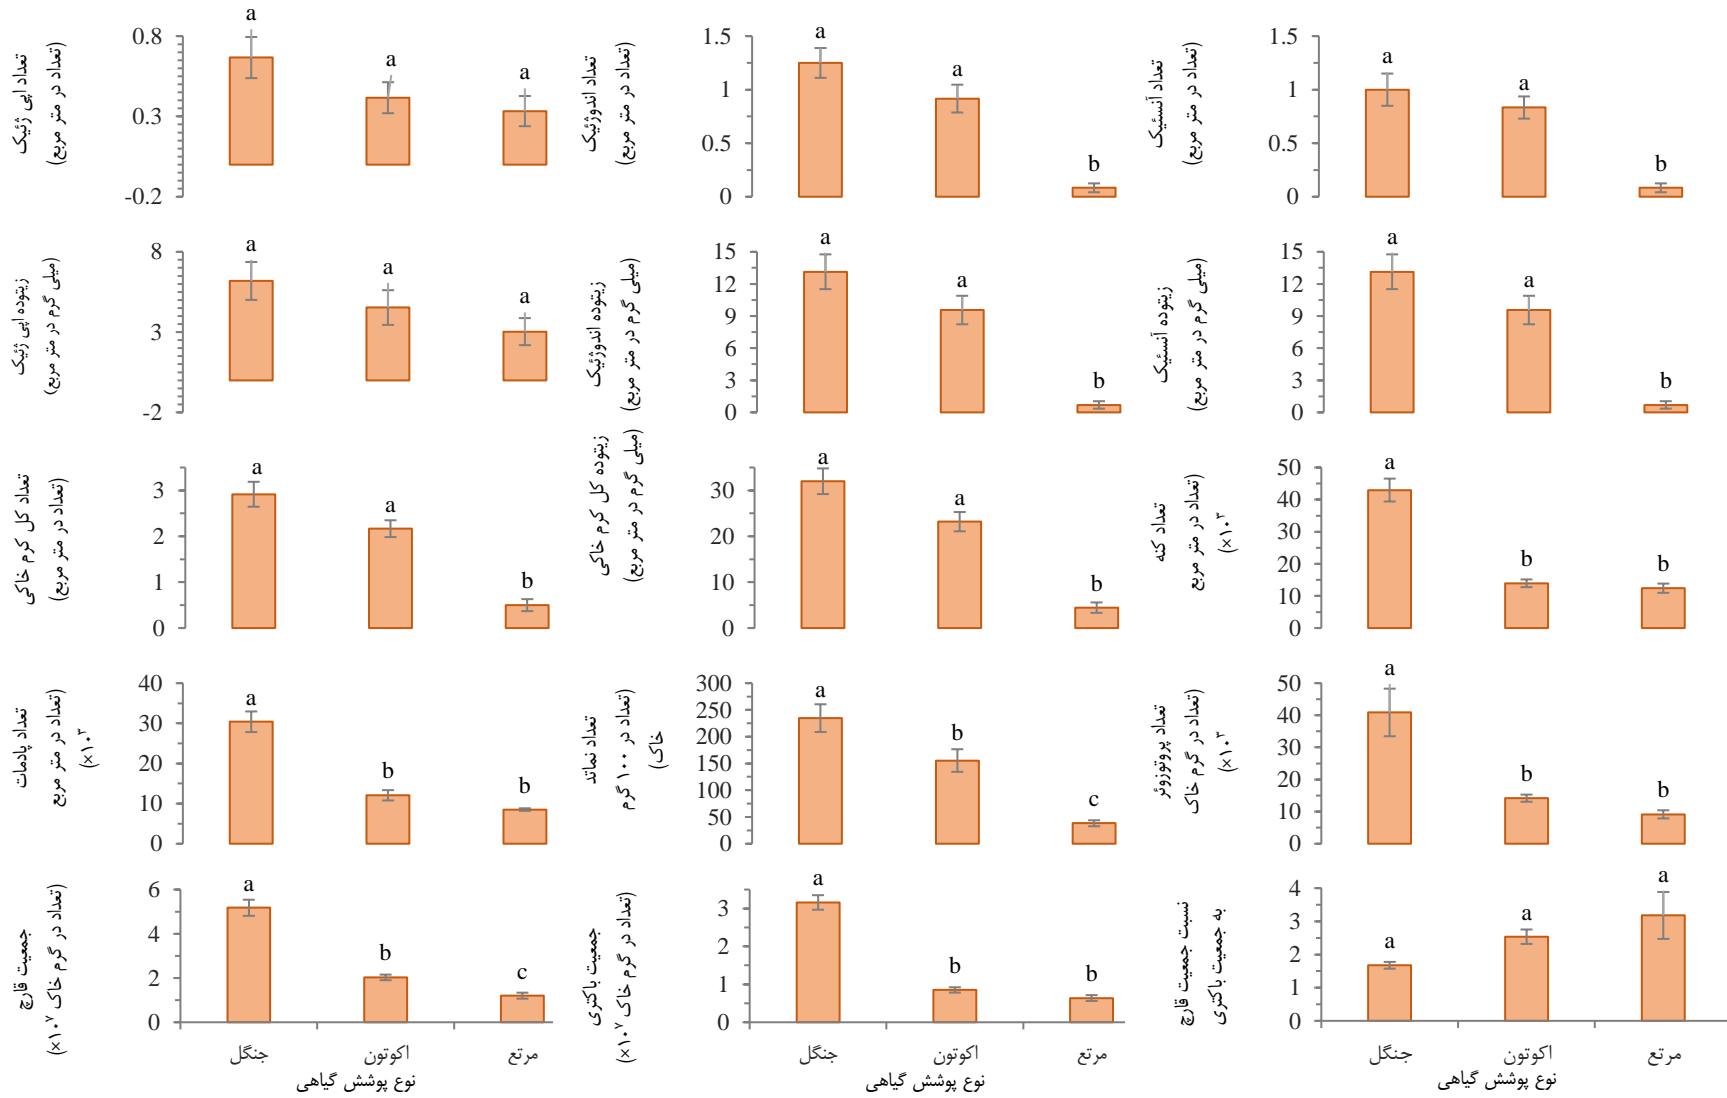 تعداد اپی ژئیک
(تعداد در متر مربع)
0.8
0.3
-0.2
a
a
a
تعداد اندوژئیک
(تعداد در متر مربع)
1.5
1
0.5
0
a
a
b
تعداد آنسئیک
(تعداد در متر مربع)
1.5
1
0.5
0
a
a
b
زیتوده اپی ژئیک
(میلی گرم در متر مربع)
8
3
-2
a
a
a
زیتوده اندوژئیک
(میلی گرم در متر مربع)
15
12
9
6
3
0
a
a
b
زیتوده آنسئیک
(میلی گرم در متر مربع)
15
12
9
6
3
0
a
a
b
تعداد کل کرم خاکی
(تعداد در متر مربع)
3
2
1
0
a
a
b
زیتوده کل کرم خاکی
(میلی گرم در متر مربع)
30
20
10
0
a
a
b
تعداد کنه
(تعداد در متر مربع
×۱۰۳)
50
40
30
20
10
0
a
b
b
تعداد پادمات
(تعداد در متر مربع
×۱۰۳)
40
30
20
10
0
a
b
b
تعداد نماتد
(تعداد در ۱۰۰ گرم
خاک)
300
250
200
150
100
50
0
a
b
c
تعداد پروتوزوئر
(تعداد در گرم خاک
×۱۰۳)
50
40
30
20
10
0
a
b
b
جمعیت قارچ
(تعداد در گرم خاک ×۱۰۷)
6
4
2
0
a
b
c
جنگل
اکوتون
مرتع
نوع پوشش گیاهی
جمعیت باکتری
(تعداد در گرم خاک ×۱۰۷)
3
2
1
0
a
b
b
جنگل
اکوتون
مرتع
نوع پوشش گیاهی
نسبت جمعیت قارچ
به جمعیت باکتری
4
3
2
1
0
a
a
a
جنگل
اکوتون
مرتع
نوع پوشش گیاهی